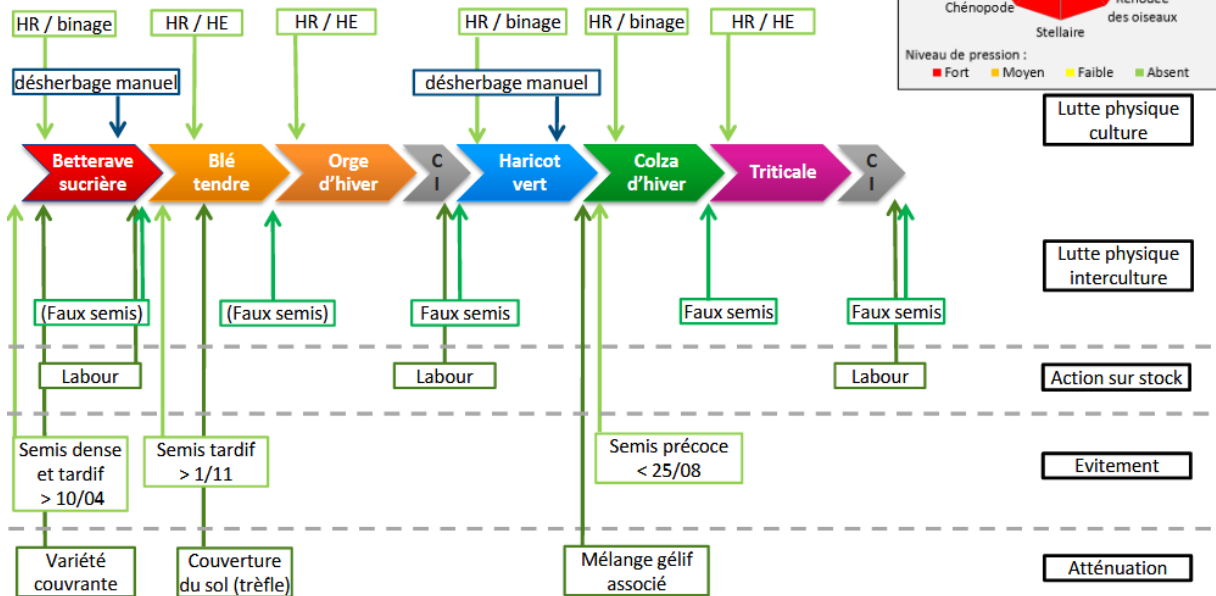 HR / binage
HR / HE
HR / HE
HR / binage
HR / binage
HR / HE
Chénopode
Renouée
des oiseaux
Stellaire
Niveau de pression :
Fort
Moyen
Faible
Absent
désherbage manuel
désherbage manuel
Lutte physique
culture
Betterave
sucrière
Blé
tendre
Orge
d'hiver
C
I
Haricot
vert
Colza
d'hiver
Triticale
C
I
Lutte physique
interculture
(Faux semis)
(Faux semis)
Faux semis
Faux semis
Faux semis
Labour
Labour
Labour
Action sur stock
Semis dense
et tardif
> 10/04
Semis tardif
> 1/11
Semis précoce
< 25/08
Evitement
Variété
couvrante
Couverture
du sol (trèfle)
Mélange gélif
associé
Atténuation